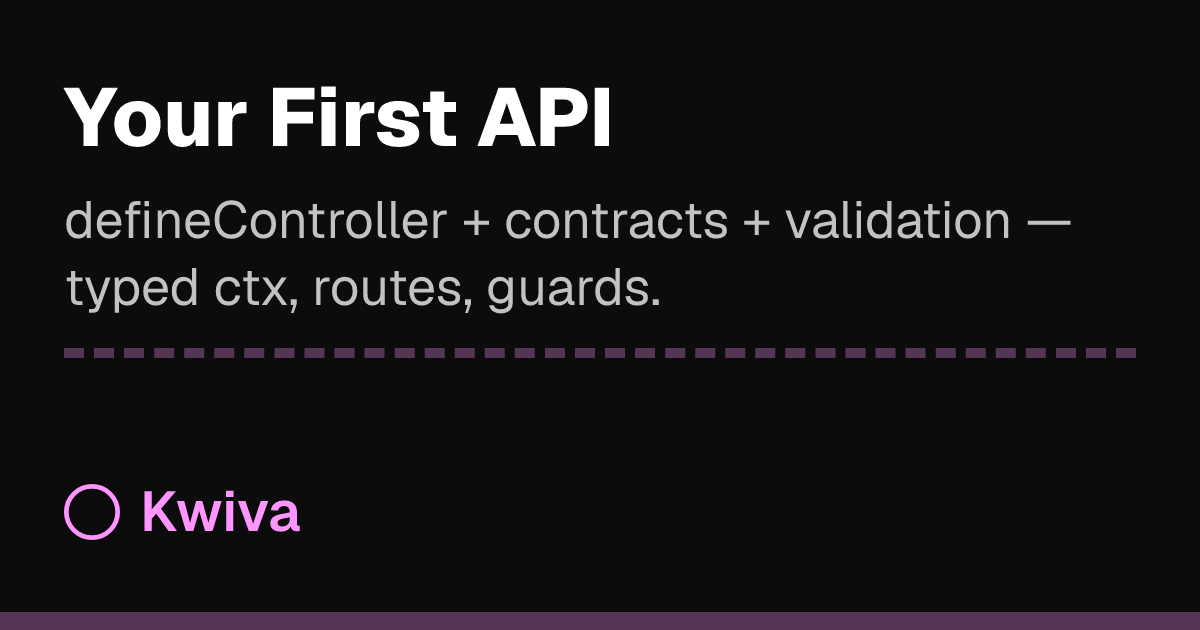 Your First API
defineController + contracts + validation —
typed ctx, routes, guards.
Kwiva